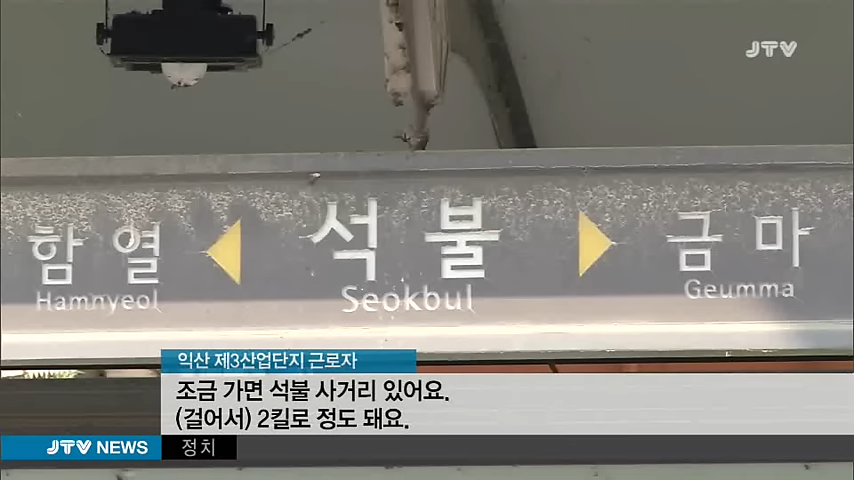 JTV
함열 석불 금마
Hamnyeol Seokbul Geumma
익산 제3산업단지 근로자
조금 가면 석불 사거리 있어요.
(걸어서) 2킬로 정도 돼요.
JTV NEWS 정치